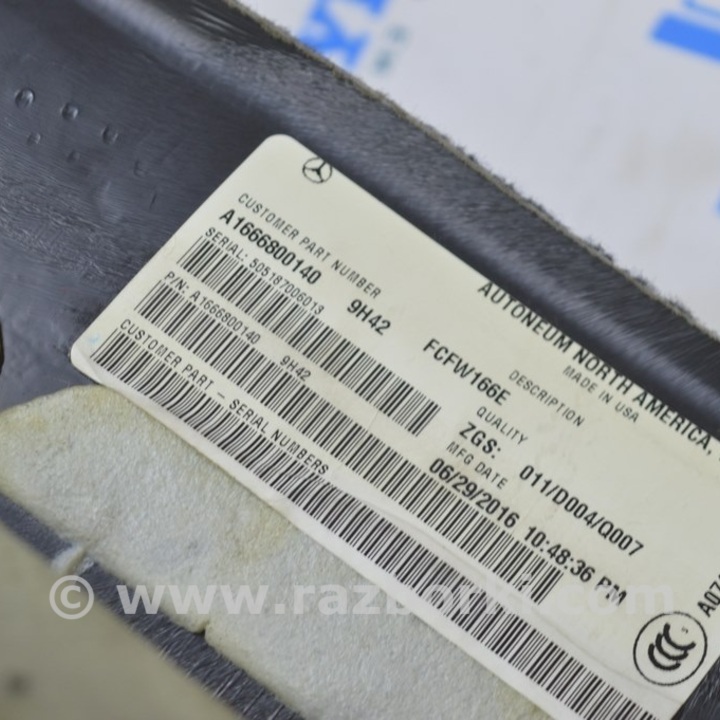 AUTONEUM NORTH AMERICA,
MADE IN USA
CUSTOMER PART NUMBER
A1666800140 9H42 FCFW166E
DESCRIPTION
SERIAL: 505187006013
QUALITY
ZGS: 011/D004/Q007
P/N: A1666800140 9H42
MFG DATE
06/29/2016 10:48:36 PM
CUSTOMER PART - SERIAL NUMBERS
© www.razborki.com